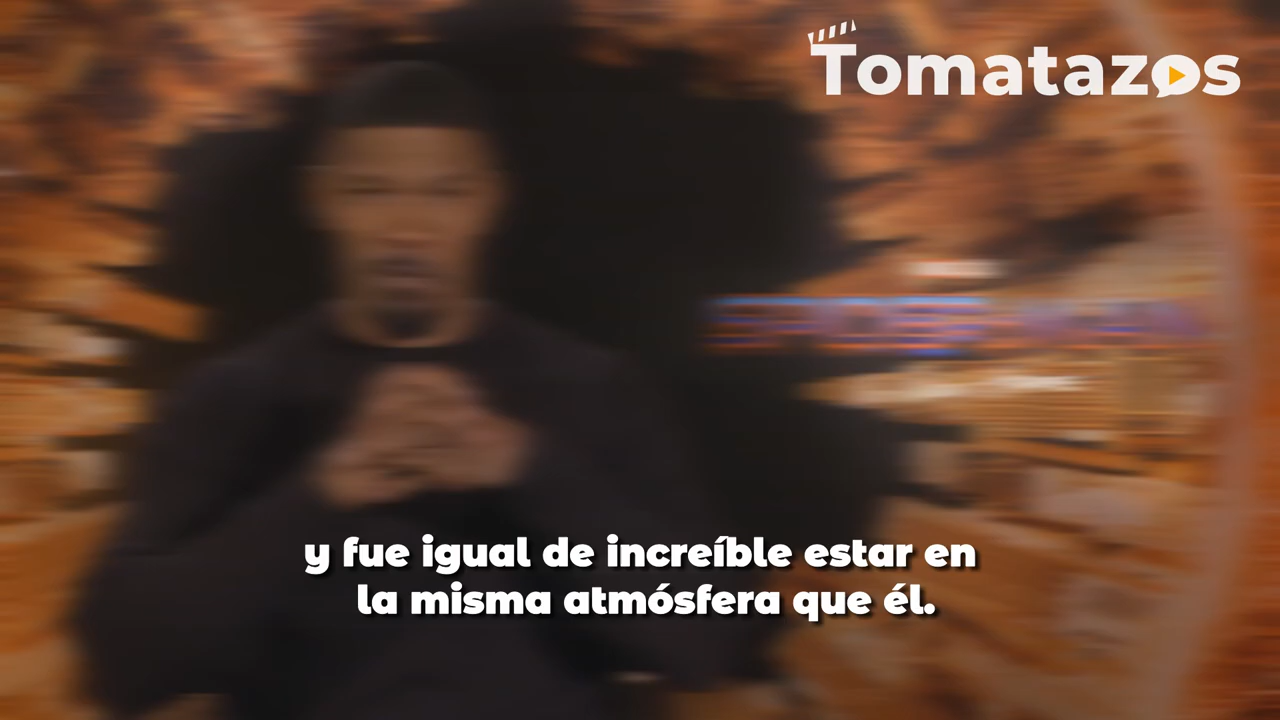 Tomatazos
y fue igual de increíble estar en
la misma atmósfera que él.